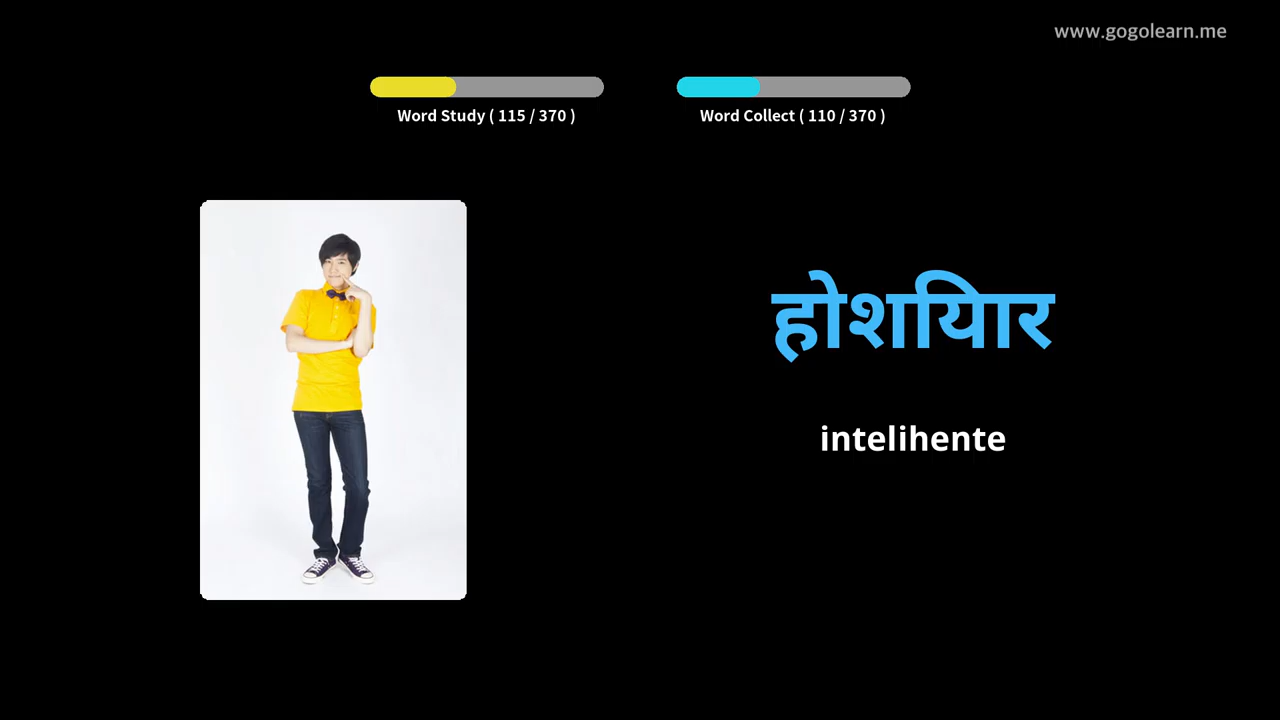 www.gogolearn.me
Word Study ( 115 / 370 )
Word Collect ( 110 / 370 )
होशियार
intelihente